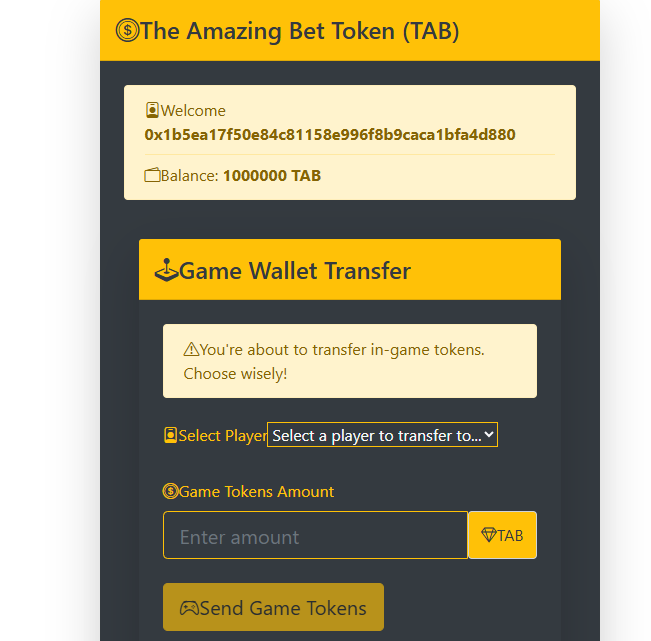 The Amazing Bet Token (TAB)
Welcome
0x1b5ea17f50e84c81158e996f8b9caca1bfa4d880
Balance: 1000000 TAB
Game Wallet Transfer
You're about to transfer in-game tokens.
Choose wisely!
Select Player Select a player to transfer to...
Game Tokens Amount
Enter amount TAB
Send Game Tokens